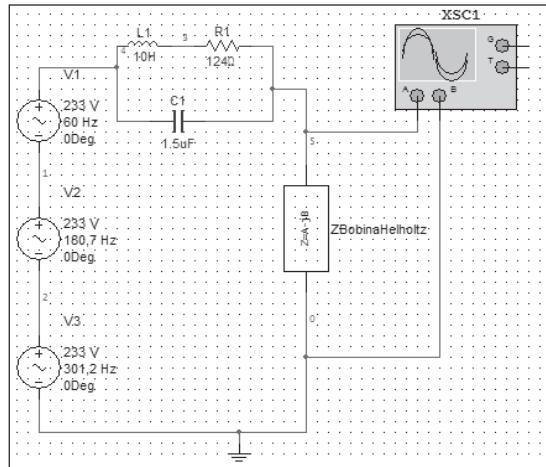 XSC1
G
T
A
B
L1
10H
4
3
R1
124Ω
C1
1.5uF
V1
233 V
60 Hz
0Deg
1
V2
233 V
180,7 Hz
0Deg
2
V3
233 V
301,2 Hz
0Deg
5
Z=A-jB
ZBobinaHelholtz
0